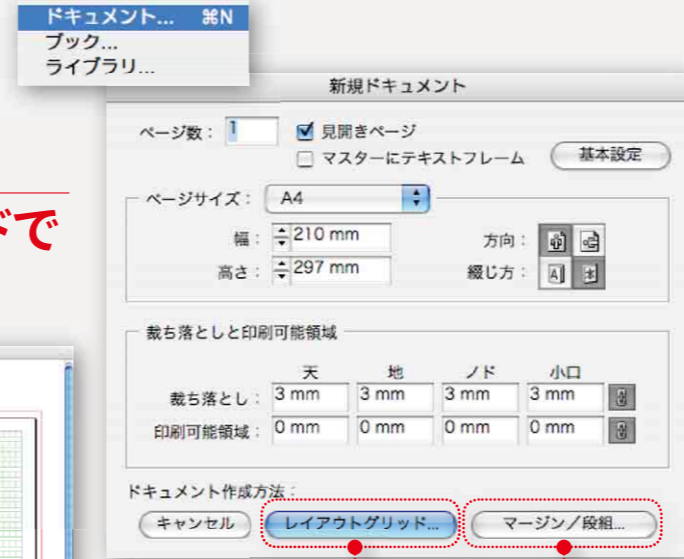 ドキュメント... ⌘N
ブック...
ライブラリ...
新規ドキュメント
ページ数： 1 見開きページ
マスターにテキストフレーム 基本設定
ドで
ページサイズ： A4
幅： 210 mm 方向：
高さ： 297 mm 綴じ方：
裁ち落としと印刷可能領域
天 地 ノド 小口
裁ち落とし： 3 mm 3 mm 3 mm 3 mm
印刷可能領域： 0 mm 0 mm 0 mm 0 mm
ドキュメント作成方法：
キャンセル レイアウトグリッド... マージン／段組...